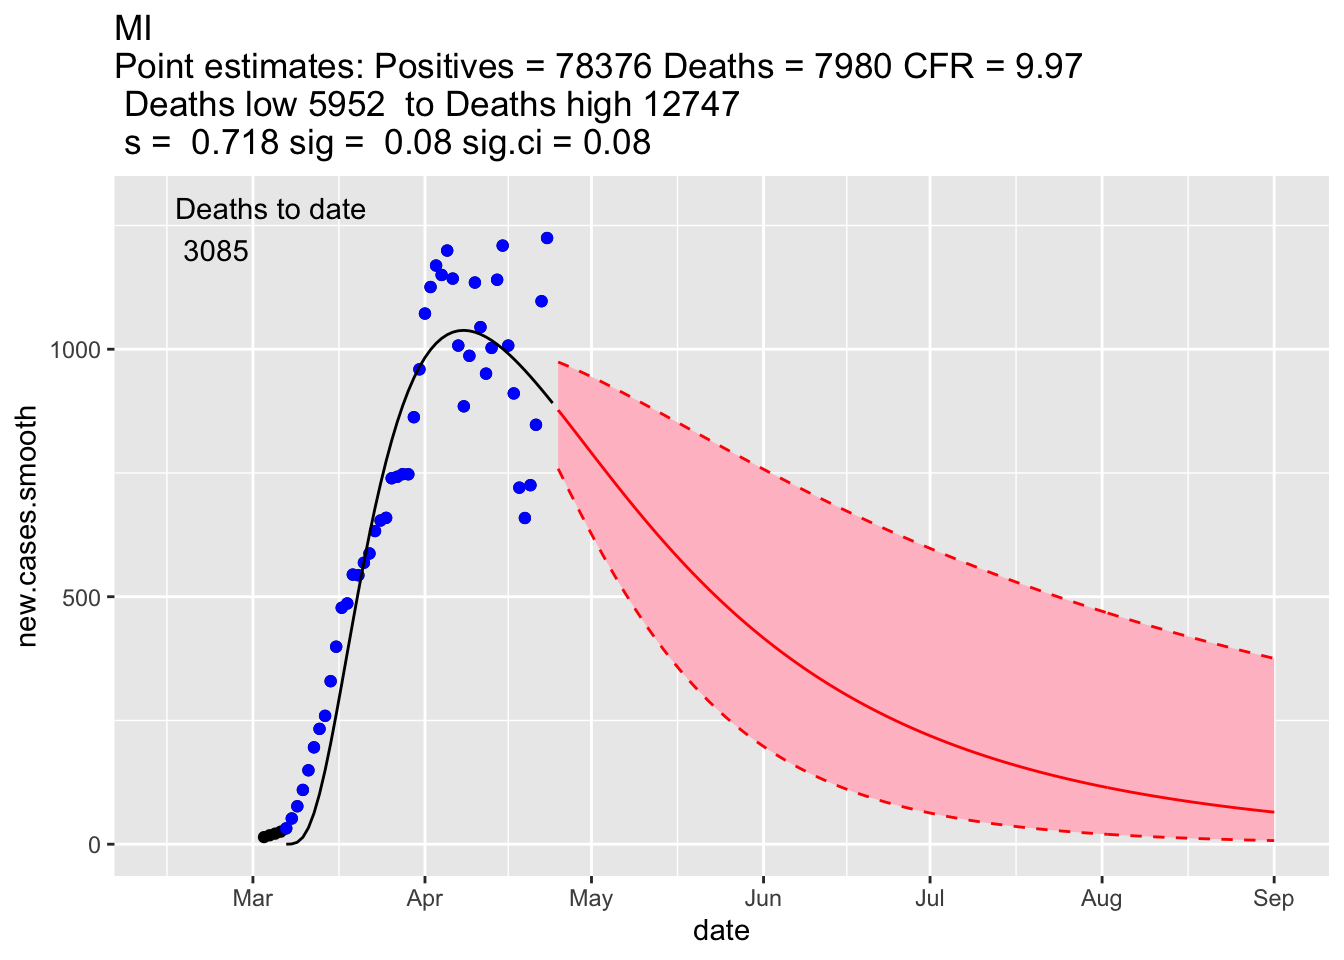 MI
Point estimates: Positives = 78376 Deaths = 7980 CFR = 9.97
Deaths low 5952  to Deaths high 12747
s =  0.718 sig =  0.08 sig.ci = 0.08
Deaths to date
3085
1000
500
0
new.cases.smooth
Mar Apr May Jun Jul Aug Sep
date